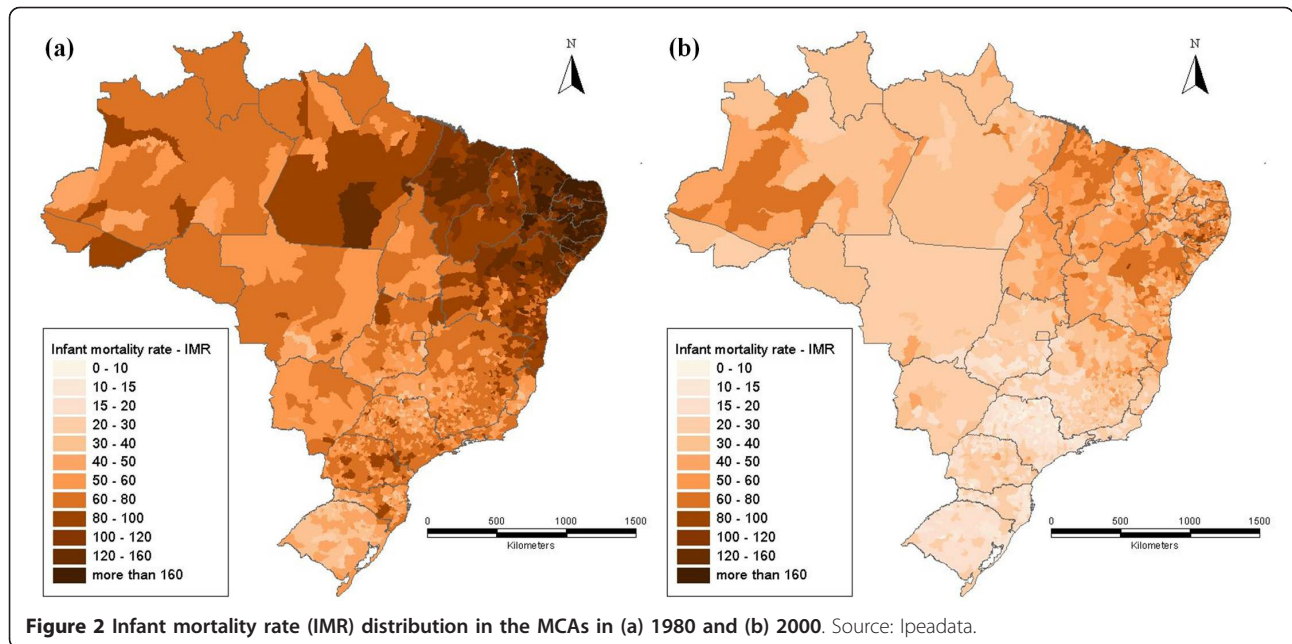 (a)
N
Infant mortality rate - IMR
0 - 10
10 - 15
15 - 20
20 - 30
30 - 40
40 - 50
50 - 60
60 - 80
80 - 100
100 - 120
120 - 160
more than 160
0 500 1000 1500
Kilometers
(b)
N
Infant mortality rate - IMR
0 - 10
10 - 15
15 - 20
20 - 30
30 - 40
40 - 50
50 - 60
60 - 80
80 - 100
100 - 120
120 - 160
more than 160
0 500 1000 1500
Kilometers
Figure 2 Infant mortality rate (IMR) distribution in the MCAs in (a) 1980 and (b) 2000. Source: Ipeadata.